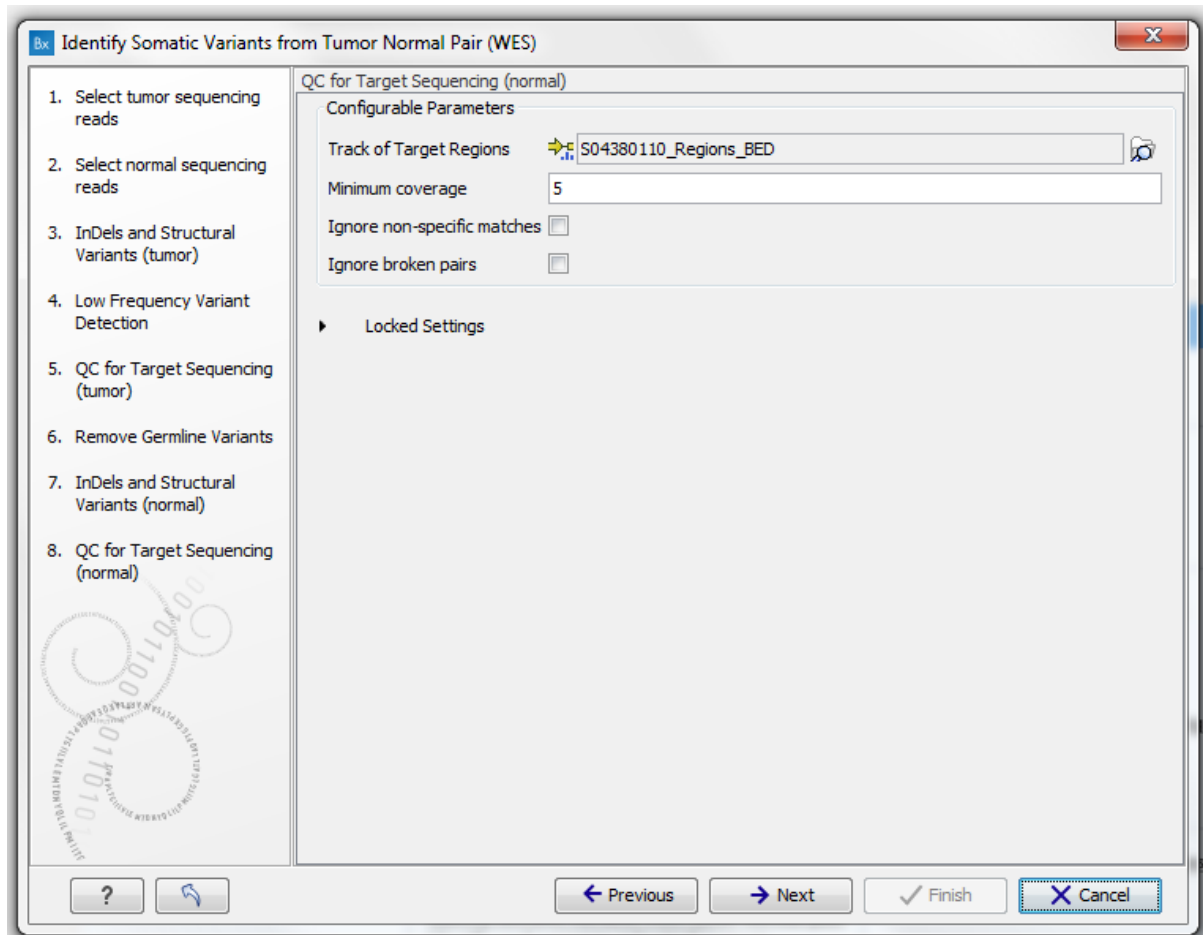 Bx Identify Somatic Variants from Tumor Normal Pair (WES)
1. Select tumor sequencing
reads
2. Select normal sequencing
reads
3. InDels and Structural
Variants (tumor)
4. Low Frequency Variant
Detection
5. QC for Target Sequencing
(tumor)
6. Remove Germline Variants
7. InDels and Structural
Variants (normal)
8. QC for Target Sequencing
(normal)
QC for Target Sequencing (normal)
Configurable Parameters
Track of Target Regions S04380110_Regions_BED
Minimum coverage 5
Ignore non-specific matches
Ignore broken pairs
Locked Settings
? Previous Next Finish Cancel